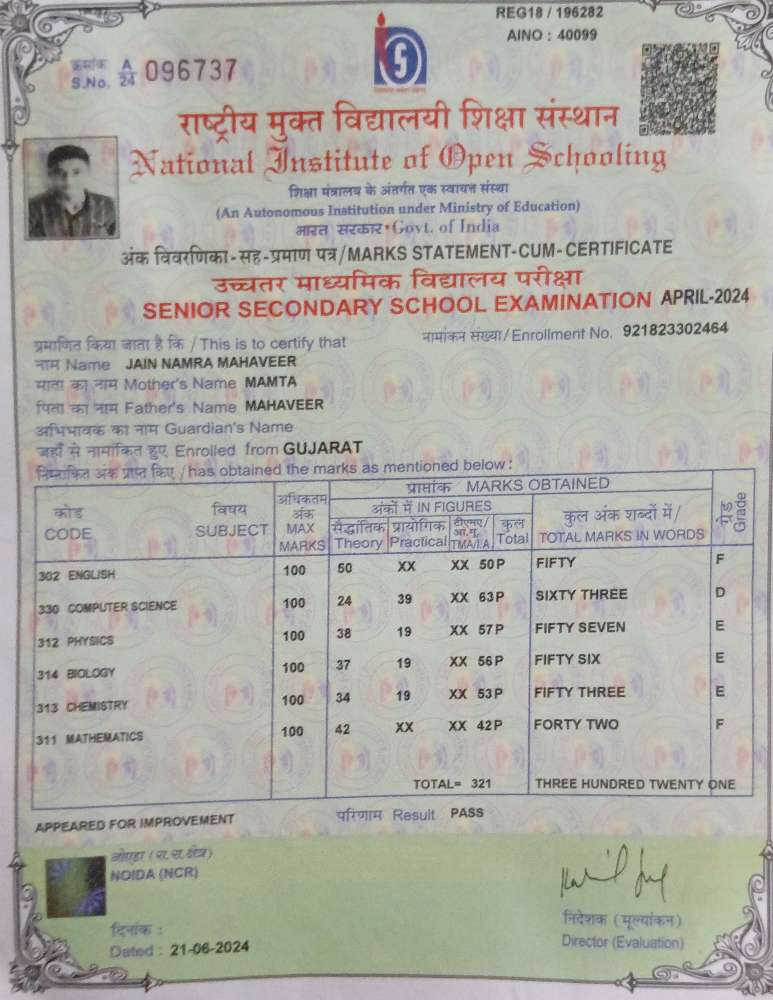 REG18 / 196282
AINO : 40099
क्रमांक A
S.No. 24 096737
राष्ट्रीय मुक्त विद्यालयी शिक्षा संस्थान
National Institute of Open Schooling
शिक्षा मंत्रालय के अंतर्गत एक स्वायत्त संस्था
(An Autonomous Institution under Ministry of Education)
भारत सरकार•Govt. of India
अंक विवरणिका-सह-प्रमाण पत्र/MARKS STATEMENT-CUM-CERTIFICATE
उच्चतर माध्यमिक विद्यालय परीक्षा
SENIOR SECONDARY SCHOOL EXAMINATION APRIL-2024
प्रमाणित किया जाता है कि / This is to certify that नामांकन संख्या/Enrollment No. 921823302464
नाम Name JAIN NAMRA MAHAVEER
माता का नाम Mother's Name MAMTA
पिता का नाम Father's Name MAHAVEER
अभिभावक का नाम Guardian's Name
जहाँ से नामांकित हुए Enrolled from GUJARAT
निम्नांकित अंक प्राप्त किए / has obtained the marks as mentioned below :
कोड CODE विषय SUBJECT अधिकतम अंक MAX MARKS प्राप्तांक MARKS OBTAINED ग्रेड Grade
अंकों में IN FIGURES कुल अंक शब्दों में/ TOTAL MARKS IN WORDS
सैद्धांतिक Theory प्रायोगिक Practical टीएमए/आ.मू. TMA/I.A. कुल Total
302 ENGLISH 100 50 XX XX 50P FIFTY F
330 COMPUTER SCIENCE 100 24 39 XX 63P SIXTY THREE D
312 PHYSICS 100 38 19 XX 57P FIFTY SEVEN E
314 BIOLOGY 100 37 19 XX 56P FIFTY SIX E
313 CHEMISTRY 100 34 19 XX 53P FIFTY THREE E
311 MATHEMATICS 100 42 XX XX 42P FORTY TWO F
TOTAL= 321 THREE HUNDRED TWENTY ONE
APPEARED FOR IMPROVEMENT परिणाम Result PASS
नोएडा (रा.रा.क्षेत्र)
NOIDA (NCR)
दिनांक :
Dated : 21-06-2024
निदेशक (मूल्यांकन)
Director (Evaluation)